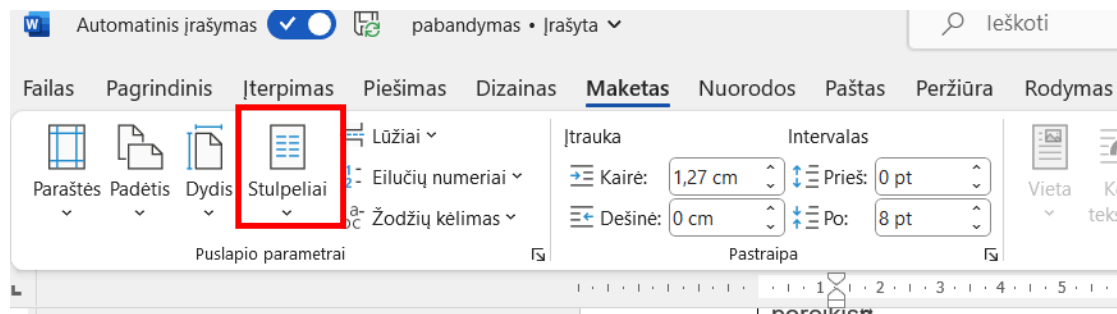 Automatinis įrašymas pabandymas • Įrašyta Ieškoti
Failas Pagrindinis Įterpimas Piešimas Dizainas Maketas Nuorodos Paštas Peržiūra Rodymas
Paraštės Padėtis Dydis Stulpeliai
Lūžiai
Eilučių numeriai
Žodžių kėlimas
Puslapio parametrai
Įtrauka Intervalas
Kairė: 1,27 cm Prieš: 0 pt
Dešinė: 0 cm Po: 8 pt
Pastraipa
Vieta
1 2 3 4 5